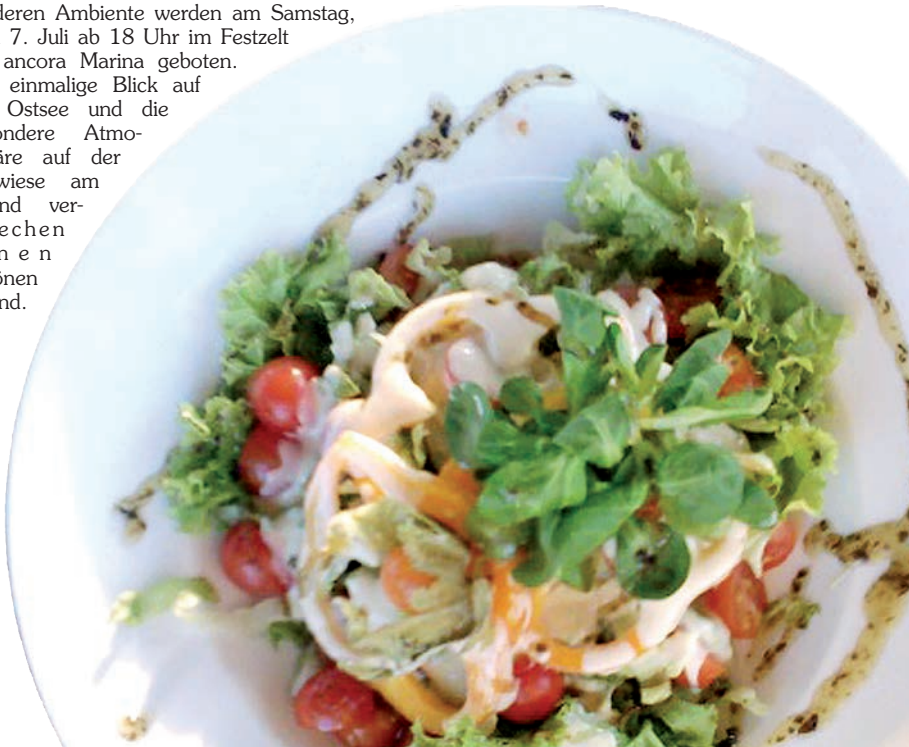 deren Ambiente werden am Samstag,
7. Juli ab 18 Uhr im Festzelt
ancora Marina geboten.
einmalige Blick auf
Ostsee und die
ondere Atmo-
äre auf der
wiese am
nd ver-
echen
n e n
önen
nd.